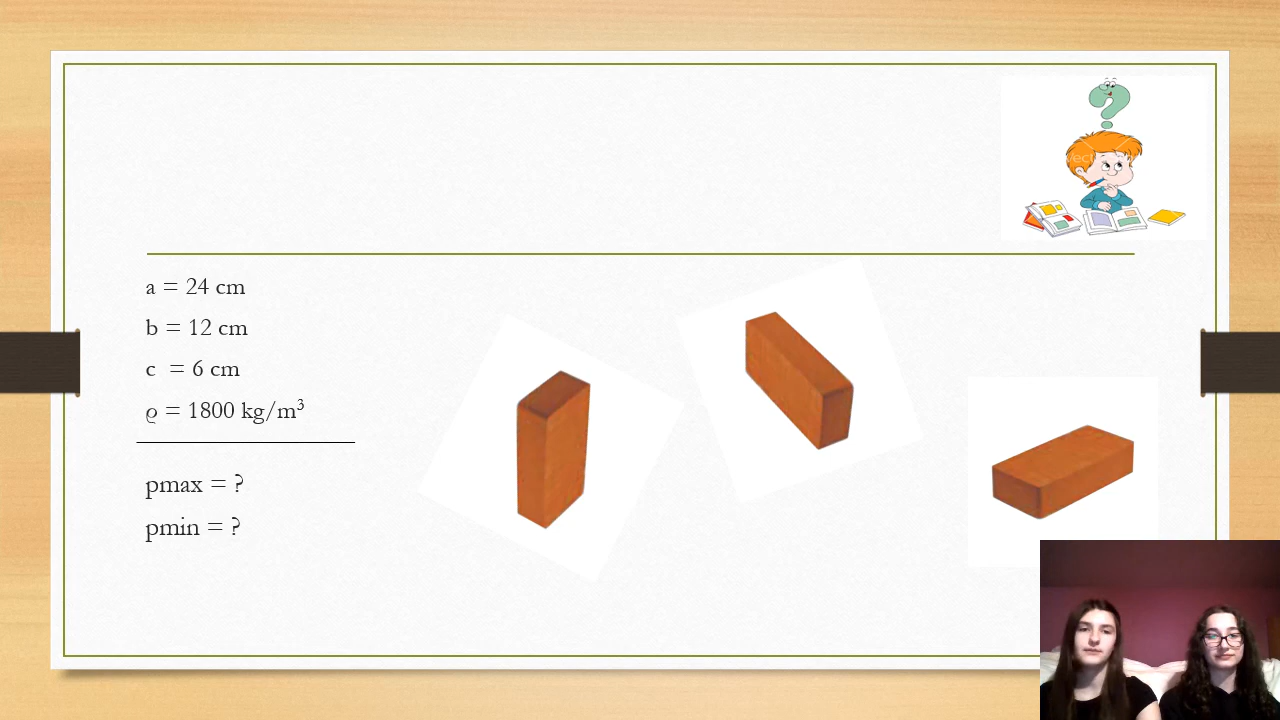 a = 24 cm
b = 12 cm
c  = 6 cm
ϱ = 1800 kg/m³
pmax = ?
pmin = ?